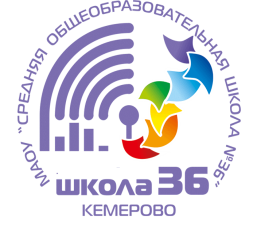 МАОУ "СРЕДНЯЯ ОБЩЕОБРАЗОВАТЕЛЬНАЯ ШКОЛА №36"
школа 36
КЕМЕРОВО